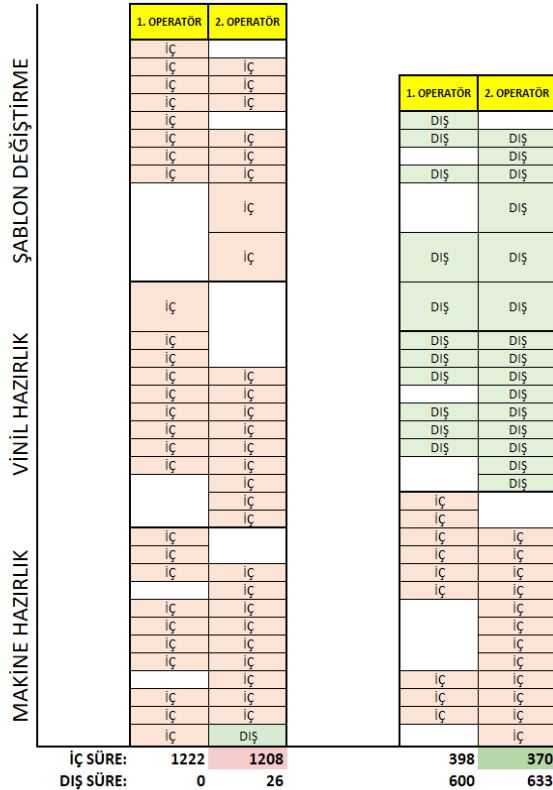 1. OPERATÖR 2. OPERATÖR
İÇ
İÇ İÇ
İÇ İÇ
1. OPERATÖR 2. OPERATÖR
İÇ İÇ
ŞABLON DEĞİŞTİRME
İÇ DIŞ
İÇ İÇ DIŞ DIŞ
İÇ İÇ DIŞ
İÇ İÇ DIŞ DIŞ
İÇ DIŞ
İÇ DIŞ DIŞ
İÇ DIŞ DIŞ
VİNİL HAZIRLIK
İÇ DIŞ DIŞ
İÇ DIŞ DIŞ
İÇ İÇ DIŞ DIŞ
İÇ İÇ DIŞ
İÇ İÇ DIŞ DIŞ
İÇ İÇ DIŞ DIŞ
İÇ İÇ DIŞ DIŞ
İÇ İÇ DIŞ
İÇ DIŞ
İÇ İÇ
İÇ İÇ
MAKİNE HAZIRLIK
İÇ İÇ İÇ
İÇ İÇ İÇ
İÇ İÇ İÇ İÇ
İÇ İÇ İÇ
İÇ İÇ İÇ
İÇ İÇ İÇ
İÇ İÇ İÇ
İÇ İÇ İÇ
İÇ İÇ İÇ
İÇ İÇ İÇ İÇ
İÇ İÇ İÇ İÇ
İÇ DIŞ İÇ
İÇ SÜRE: 1222 1208 398 370
DIŞ SÜRE: 0 26 600 633